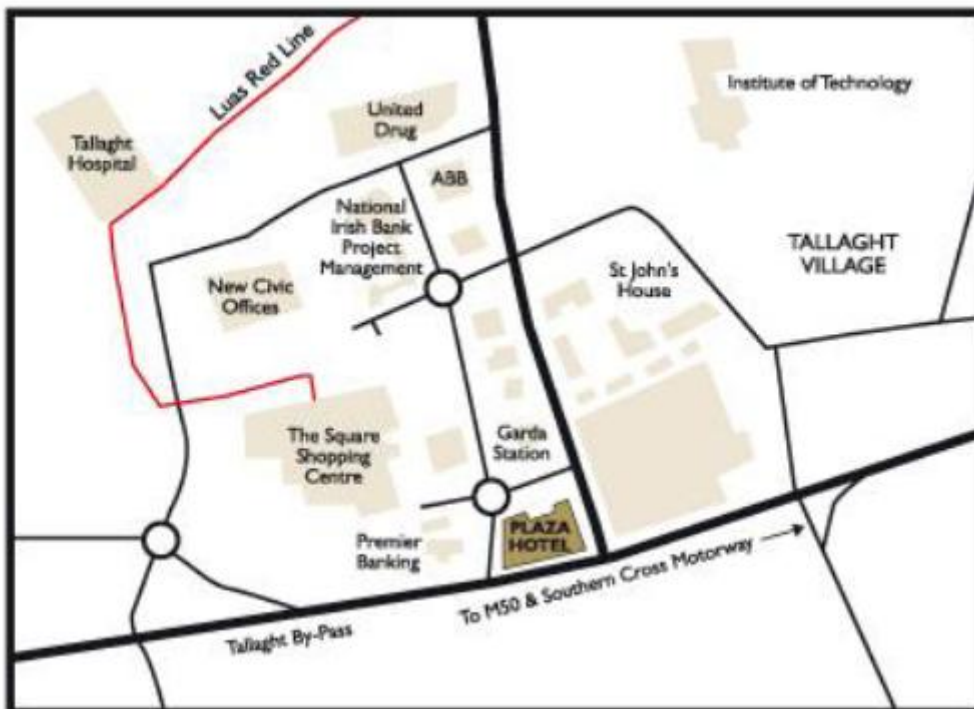 Luas Red Line
Tallaght
Hospital
United
Drug
ABB
Institute of Technology
National
Irish Bank
Project
Management
New Civic
Offices
St John's
House
TALLAGHT
VILLAGE
The Square
Shopping
Centre
Garda
Station
PLAZA
HOTEL
Premier
Banking
To M50 & Southern Cross Motorway
Tallaght By-Pass